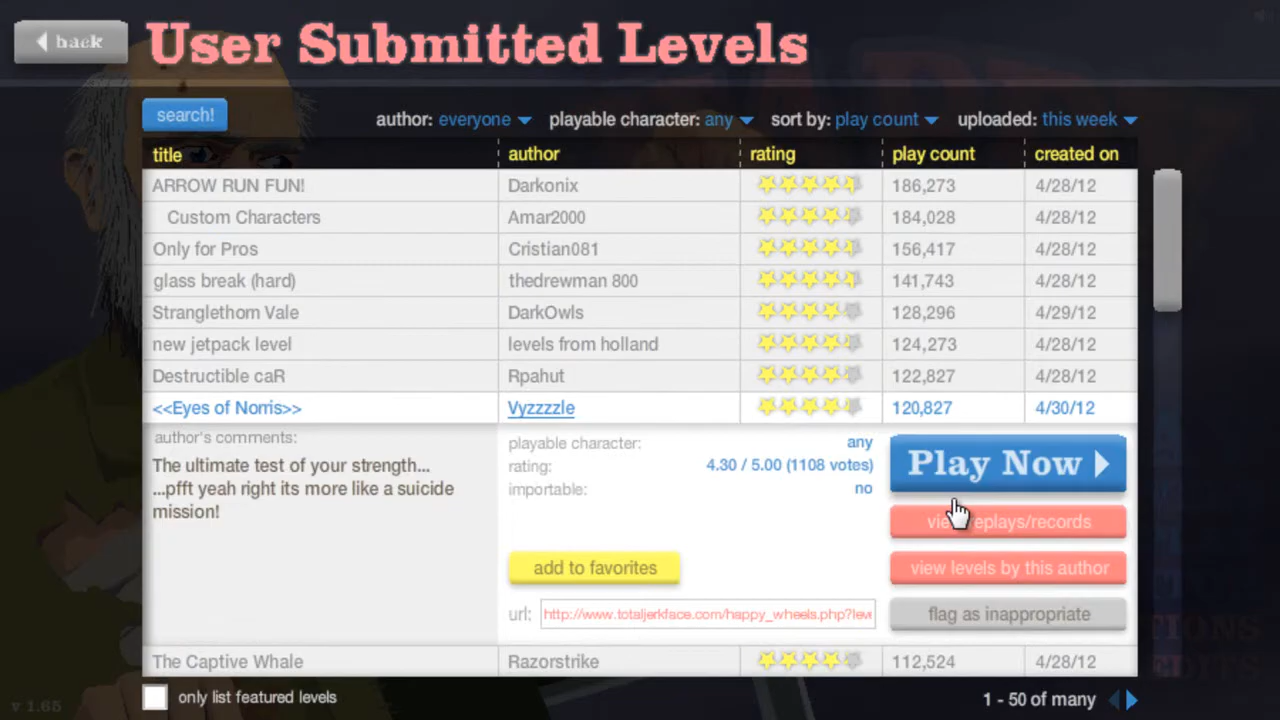 back
User Submitted Levels
search!
author: everyone playable character: any sort by: play count uploaded: this week
title author rating play count created on
ARROW RUN FUN! Darkonix 186,273 4/28/12
Custom Characters Amar2000 184,028 4/28/12
Only for Pros Cristian081 156,417 4/28/12
glass break (hard) thedrewman 800 141,743 4/28/12
Stranglethorn Vale DarkOwls 128,296 4/29/12
new jetpack level levels from holland 124,273 4/28/12
Destructible caR Rpahut 122,827 4/28/12
<<Eyes of Norris>> Vyzzzzle 120,827 4/30/12
author's comments:
The ultimate test of your strength...
...pfft yeah right its more like a suicide
mission!
playable character: any
rating: 4.30 / 5.00 (1108 votes)
importable: no
add to favorites
url: http://www.totaljerkface.com/happy_wheels.php?leve
Play Now
view replays/records
view levels by this author
flag as inappropriate
The Captive Whale Razorstrike 112,524 4/28/12
only list featured levels
1 - 50 of many
v 1.65